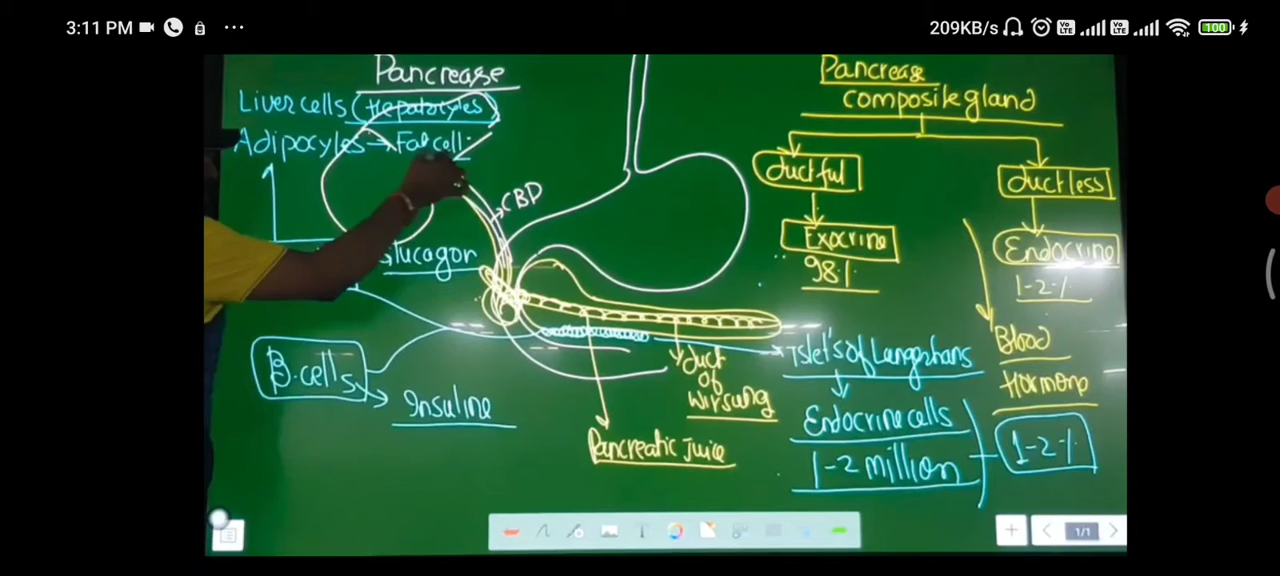 3:11 PM
209KB/s
100
Pancrease
Liver cells (Hepatocytes)
Adipocytes → Fat cell
CBD
lucagon
β.cells
Insuline
Pancreatic juice
Duct
of
Wirsung
Pancrease
composite gland
ductful
Exocrine
98%
ductless
Endocrine
1-2%
Blood
Hormone
Islet's of Langerhans
Endocrine cells
1-2 million
1-2%
1/1